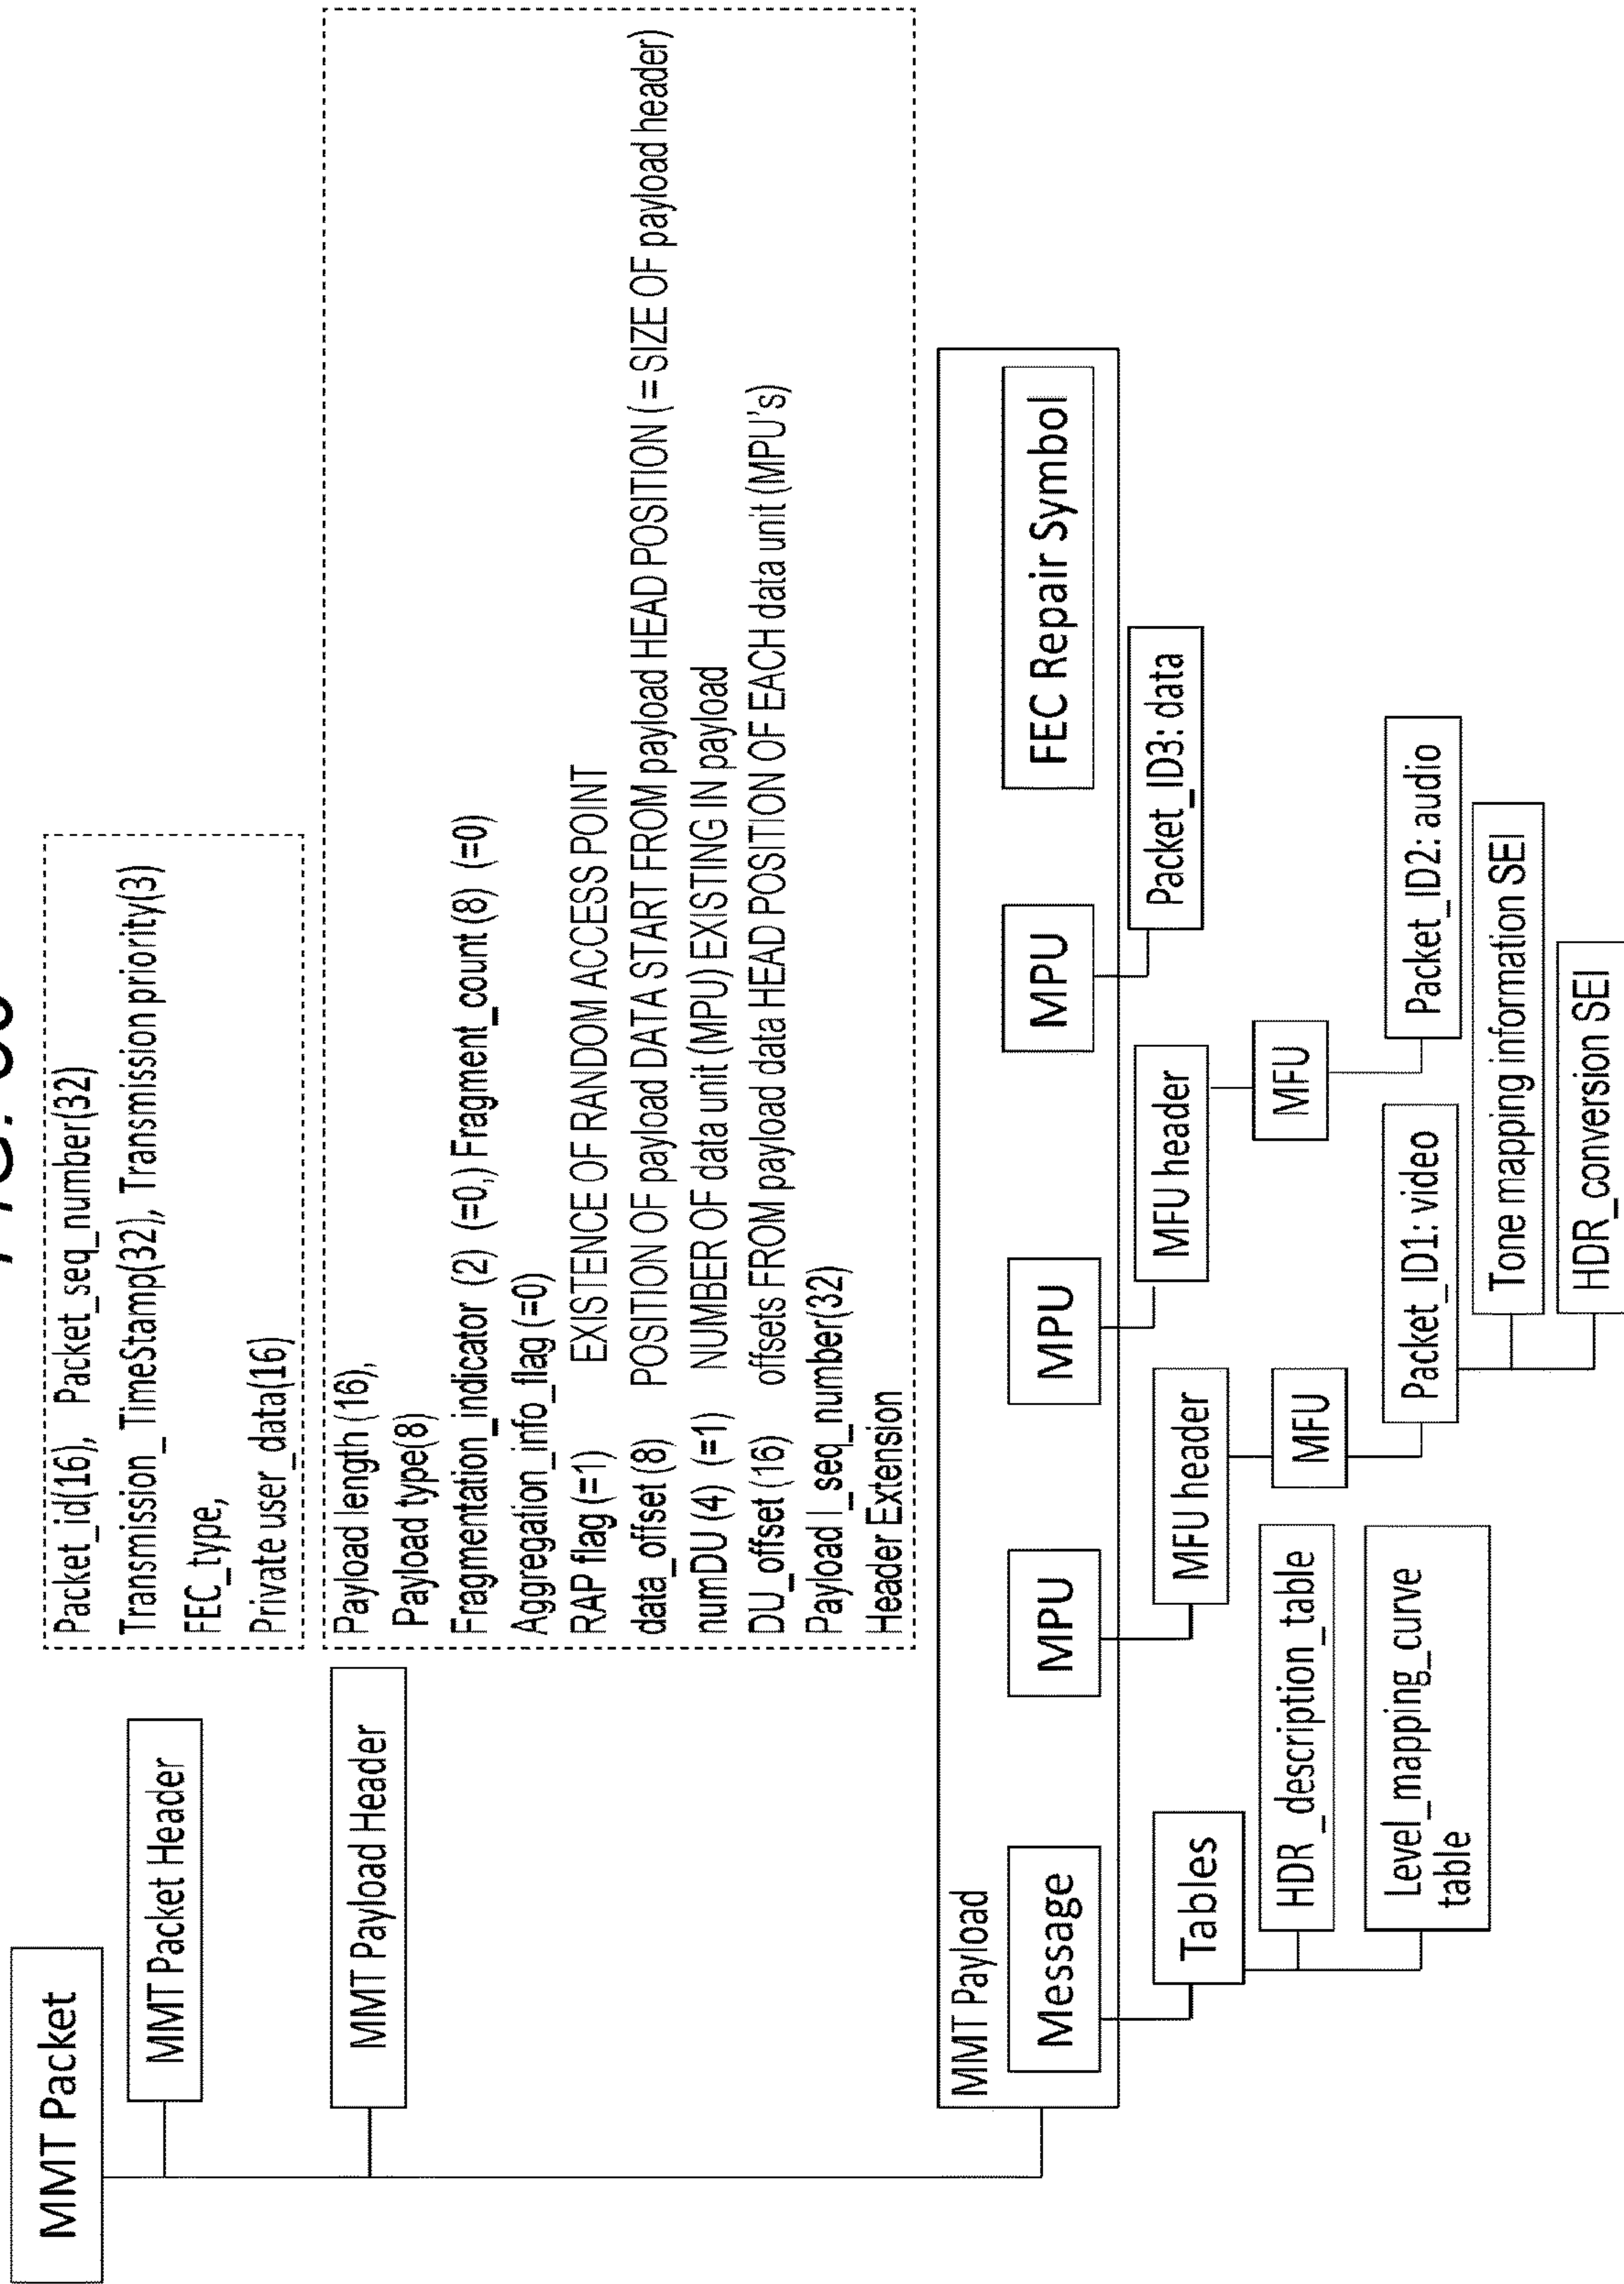 MMT Packet
MMT Packet Header
Packet_id(16), Packet_seq_number(32)
Transmission_TimeStamp(32), Transmission priority(3)
FEC_type,
Private user_data(16)
MMT Payload Header
Payload length (16),
Payload type(8)
Fragmentation_indicator (2) (=0,) Fragment_count (8) (=0)
Aggregation_info_flag (=0)
RAP flag (=1) EXISTENCE OF RANDOM ACCESS POINT
data_offset (8) POSITION OF payload DATA START FROM payload HEAD POSITION ( = SIZE OF payload header)
numDU (4) (=1) NUMBER OF data unit (MPU) EXISTING IN payload
DU_offset (16) offsets FROM payload data HEAD POSITION OF EACH data unit (MPU's)
Payload l_seq_number(32)
Header Extension
MMT Payload
Message
MPU
MPU
MPU
FEC Repair Symbol
Tables
MFU header
MFU header
Packet_ID3: data
HDR_description_table
MFU
MFU
Level_mapping_curve
table
Packet_ID1: video
Packet_ID2: audio
Tone mapping information SEI
HDR_conversion SEI